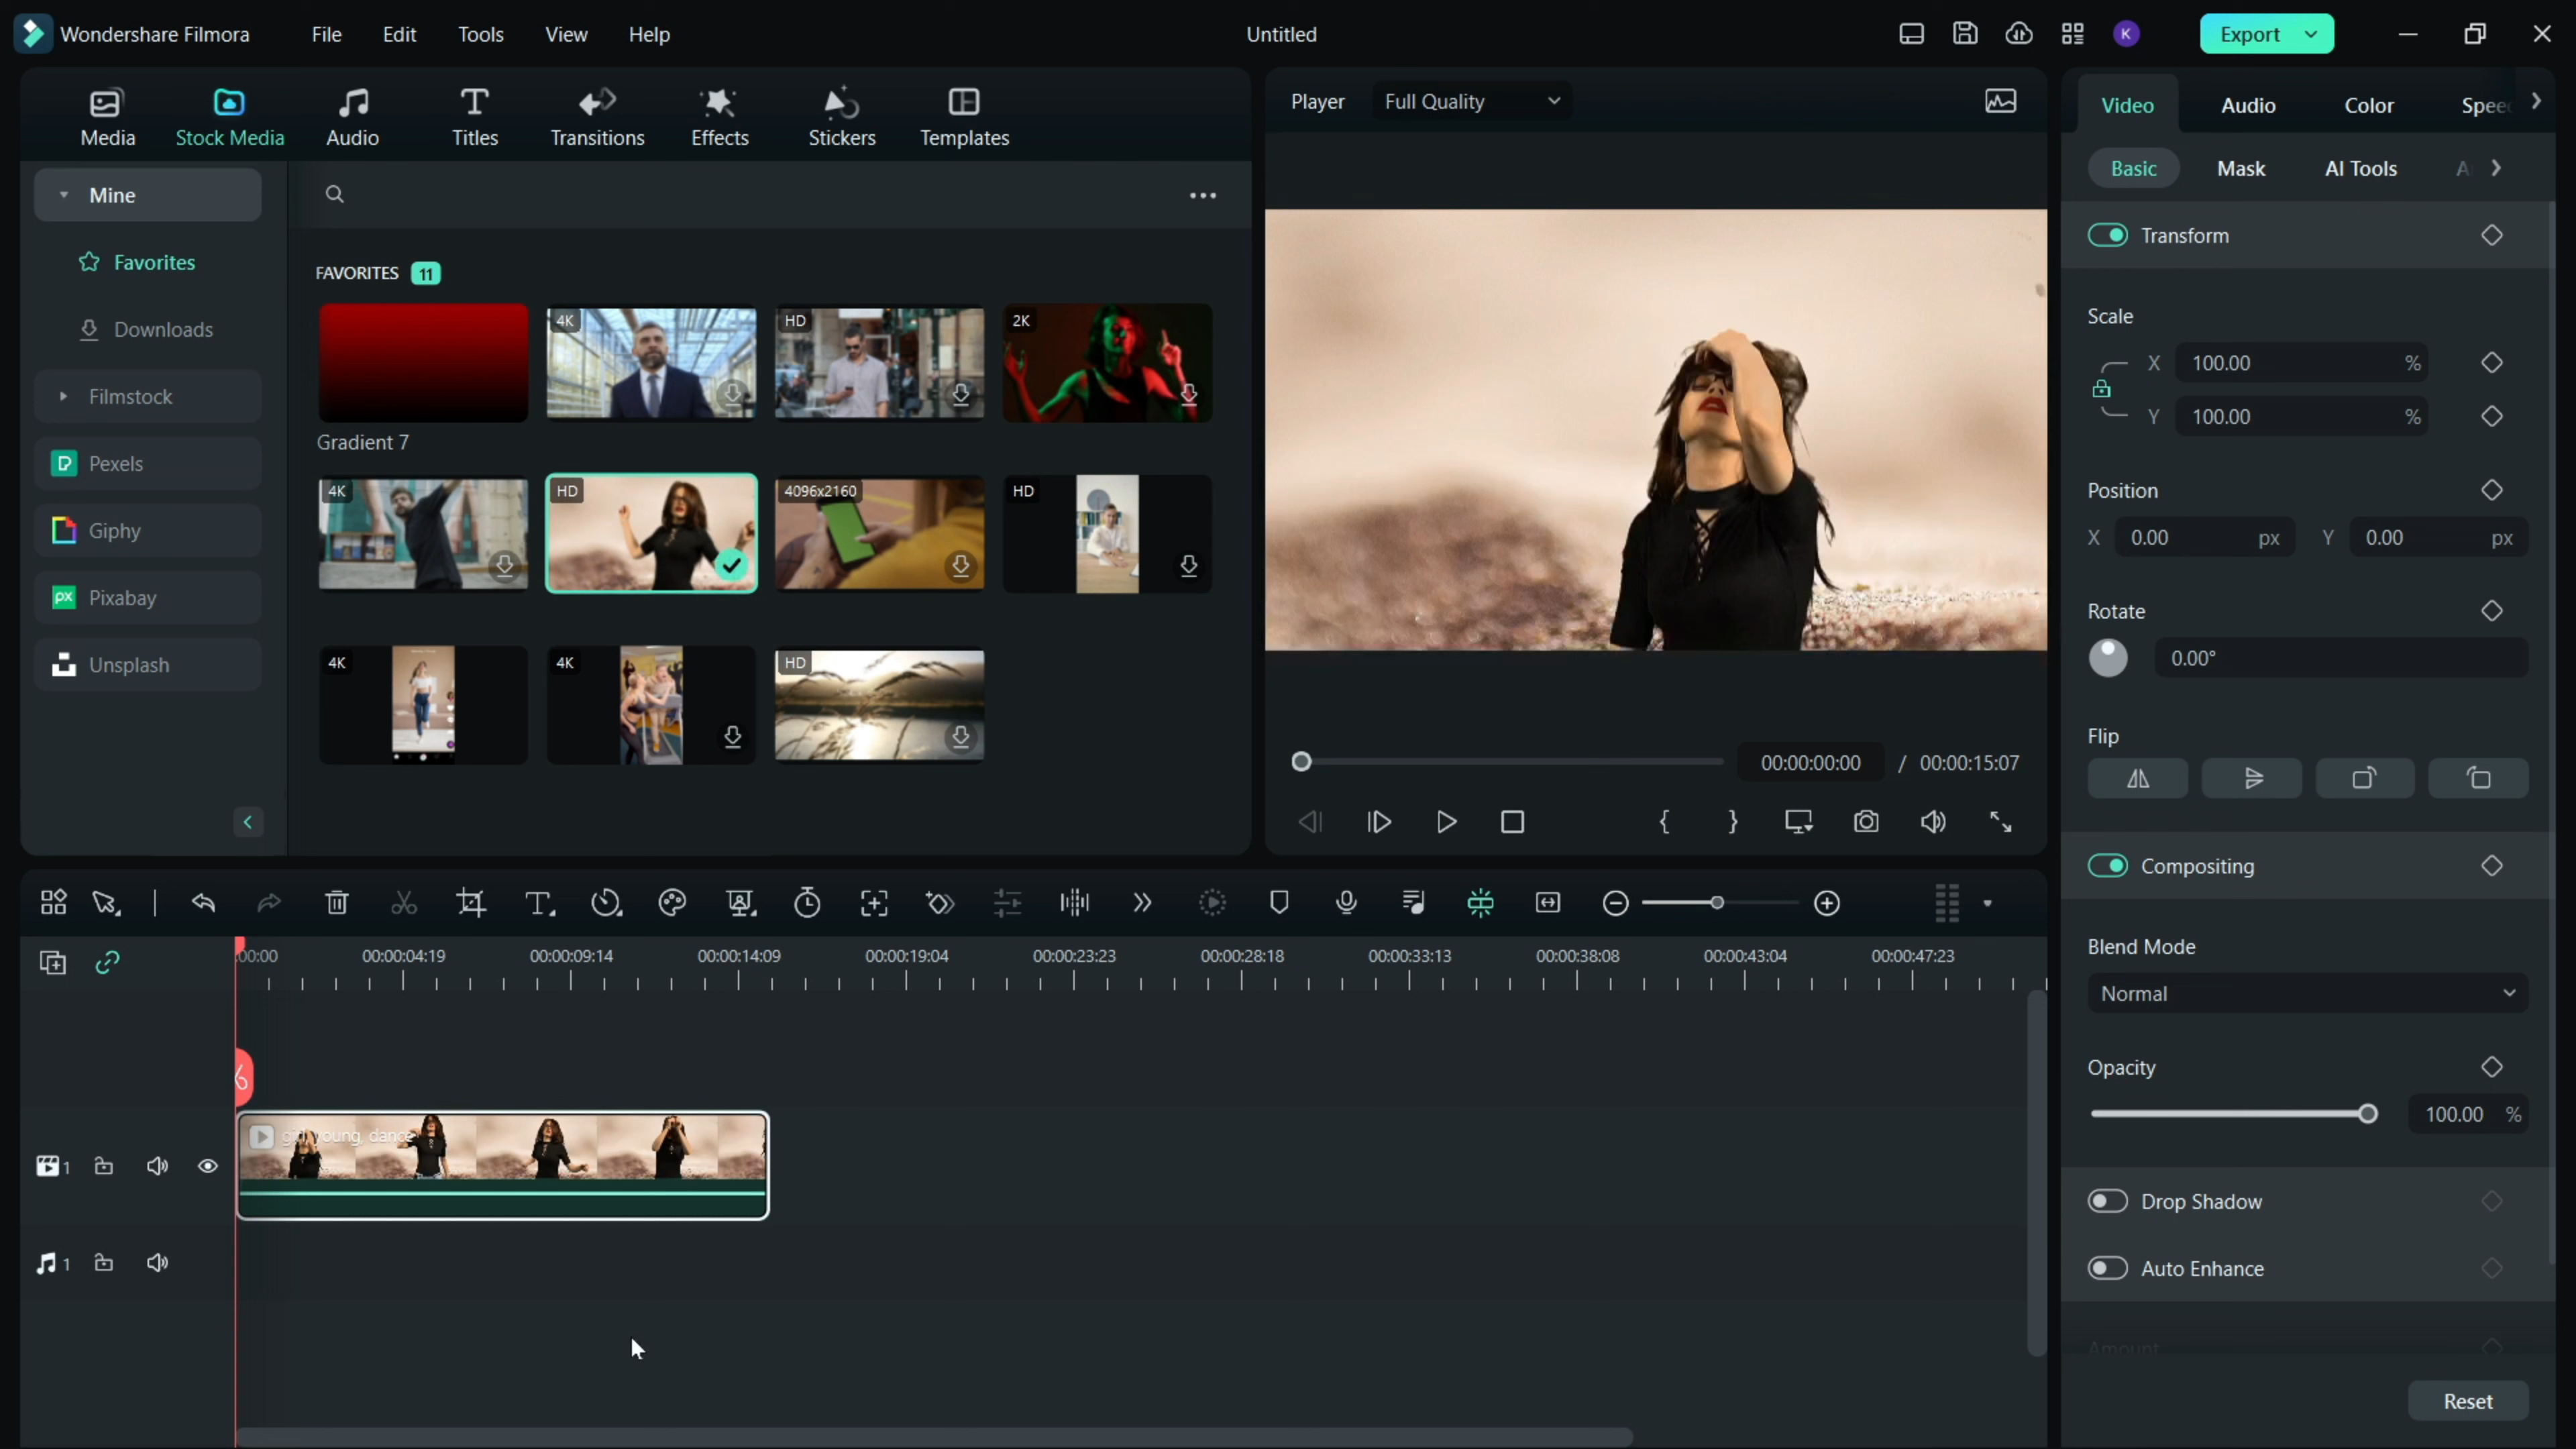 Wondershare Filmora File Edit Tools View Help Untitled K Export
Media Stock Media Audio Titles Transitions Effects Stickers Templates
Player Full Quality
Video Audio Color Speed
Basic Mask AI Tools
Mine
Favorites
Downloads
Filmstock
Pexels
Giphy
Pixabay
Unsplash
FAVORITES 11
4K HD 2K
Gradient 7
4K HD 4096x2160 HD
4K 4K HD
00:00:00:00 / 00:00:15:07
Transform
Scale
X 100.00 %
Y 100.00 %
Position
X 0.00 px Y 0.00 px
Rotate
0.00°
Flip
Compositing
Blend Mode
Normal
Opacity
100.00 %
Drop Shadow
Auto Enhance
Amount
Reset
:00:00 00:00:04:19 00:00:09:14 00:00:14:09 00:00:19:04 00:00:23:23 00:00:28:18 00:00:33:13 00:00:38:08 00:00:43:04 00:00:47:23
girl, young, dance
1
1